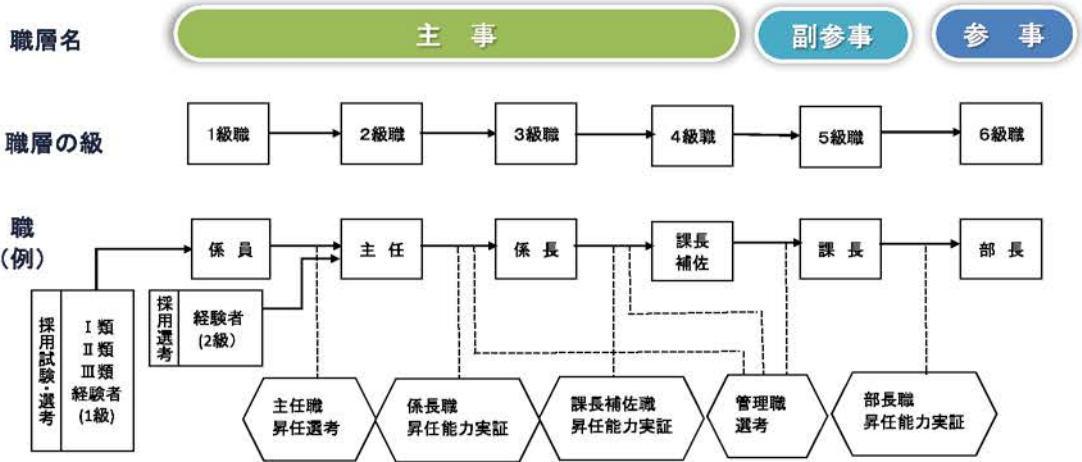 職層名
主 事
副参事
参 事
職層の級
1級職
2級職
3級職
4級職
5級職
6級職
職
(例)
係 員
主 任
係 長
課長
補佐
課 長
部 長
採用試験・選考
Ⅰ類
Ⅱ類
Ⅲ類
経験者
(1級)
採用選考
経験者
(2級)
主任職
昇任選考
係長職
昇任能力実証
課長補佐職
昇任能力実証
管理職
選考
部長職
昇任能力実証